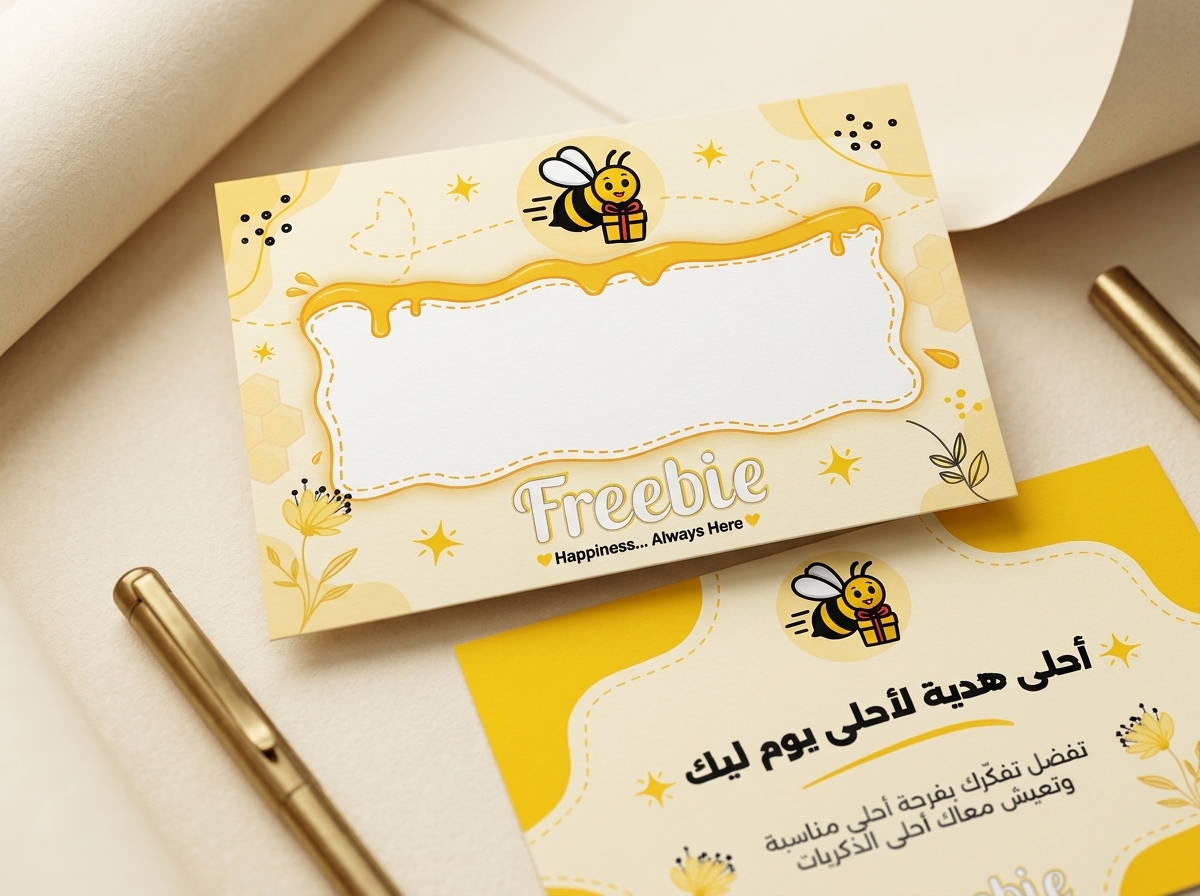 Freebie
Happiness... Always Here
أحلى هدية لأحلى يوم ليك
تفضل تفكّرك بفرحة أحلى مناسبة
وتعيش معاك أحلى الذكريات
Freebie